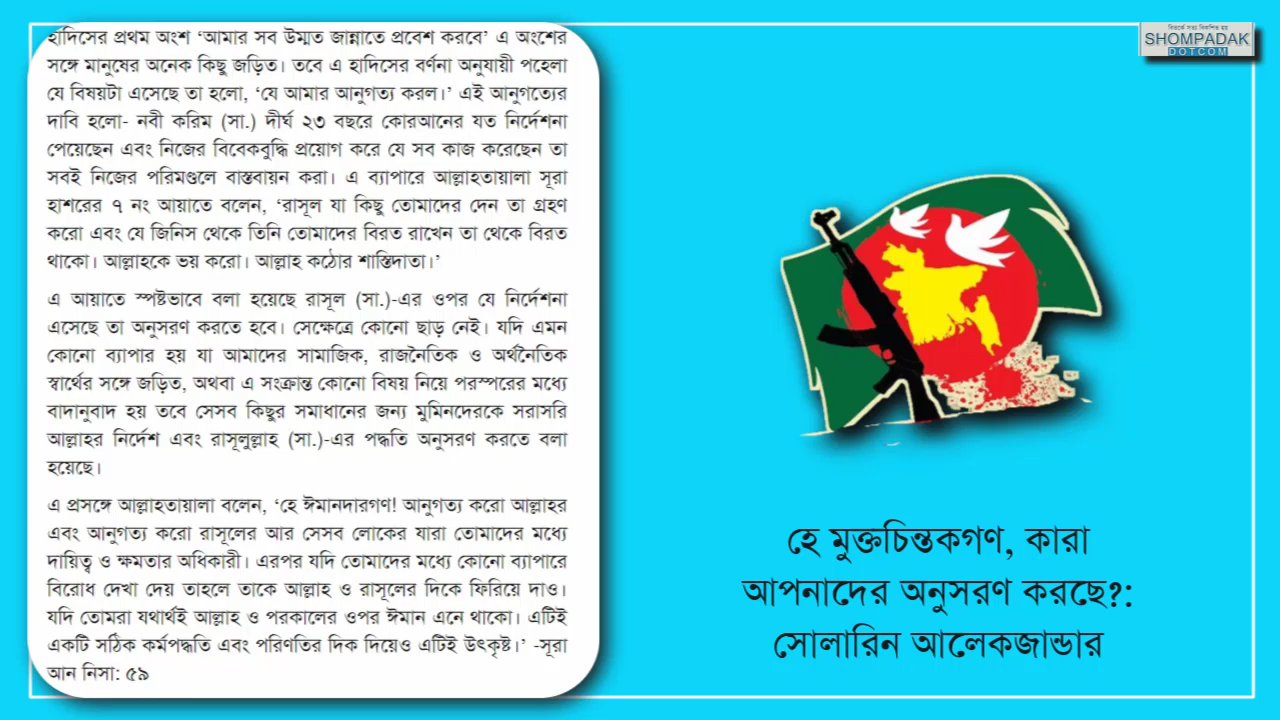 হাদিসের প্রথম অংশ ‘আমার সব উম্মত জান্নাতে প্রবেশ করবে’ এ অংশের
সঙ্গে মানুষের অনেক কিছু জড়িত। তবে এ হাদিসের বর্ণনা অনুযায়ী পহেলা
যে বিষয়টা এসেছে তা হলো, ‘যে আমার আনুগত্য করল।’ এই আনুগত্যের
দাবি হলো- নবী করিম (সা.) দীর্ঘ ২৩ বছরে কোরআনের যত নির্দেশনা
পেয়েছেন এবং নিজের বিবেকবুদ্ধি প্রয়োগ করে যে সব কাজ করেছেন তা
সবই নিজের পরিমণ্ডলে বাস্তবায়ন করা। এ ব্যাপারে আল্লাহতায়ালা সূরা
হাশরের ৭ নং আয়াতে বলেন, ‘রাসূল যা কিছু তোমাদের দেন তা গ্রহণ
করো এবং যে জিনিস থেকে তিনি তোমাদের বিরত রাখেন তা থেকে বিরত
থাকো। আল্লাহকে ভয় করো। আল্লাহ কঠোর শাস্তিদাতা।’
এ আয়াতে স্পষ্টভাবে বলা হয়েছে রাসূল (সা.)-এর ওপর যে নির্দেশনা
এসেছে তা অনুসরণ করতে হবে। সেক্ষেত্রে কোনো ছাড় নেই। যদি এমন
কোনো ব্যাপার হয় যা আমাদের সামাজিক, রাজনৈতিক ও অর্থনৈতিক
স্বার্থের সঙ্গে জড়িত, অথবা এ সংক্রান্ত কোনো বিষয় নিয়ে পরস্পরের মধ্যে
বাদানুবাদ হয় তবে সেসব কিছুর সমাধানের জন্য মুমিনদেরকে সরাসরি
আল্লাহর নির্দেশ এবং রাসূলুল্লাহ (সা.)-এর পদ্ধতি অনুসরণ করতে বলা
হয়েছে।
এ প্রসঙ্গে আল্লাহতায়ালা বলেন, ‘হে ঈমানদারগণ! আনুগত্য করো আল্লাহর
এবং আনুগত্য করো রাসূলের আর সেসব লোকের যারা তোমাদের মধ্যে
দায়িত্ব ও ক্ষমতার অধিকারী। এরপর যদি তোমাদের মধ্যে কোনো ব্যাপারে
বিরোধ দেখা দেয় তাহলে তাকে আল্লাহ ও রাসূলের দিকে ফিরিয়ে দাও।
যদি তোমরা যথার্থই আল্লাহ ও পরকালের ওপর ঈমান এনে থাকো। এটিই
একটি সঠিক কর্মপদ্ধতি এবং পরিণতির দিক দিয়েও এটিই উৎকৃষ্ট।’ -সূরা
আন নিসা: ৫৯
SHOMPADAK
DOTCOM
হে মুক্তচিন্তকগণ, কারা
আপনাদের অনুসরণ করছে?:
সোলারিন আলেকজান্ডার